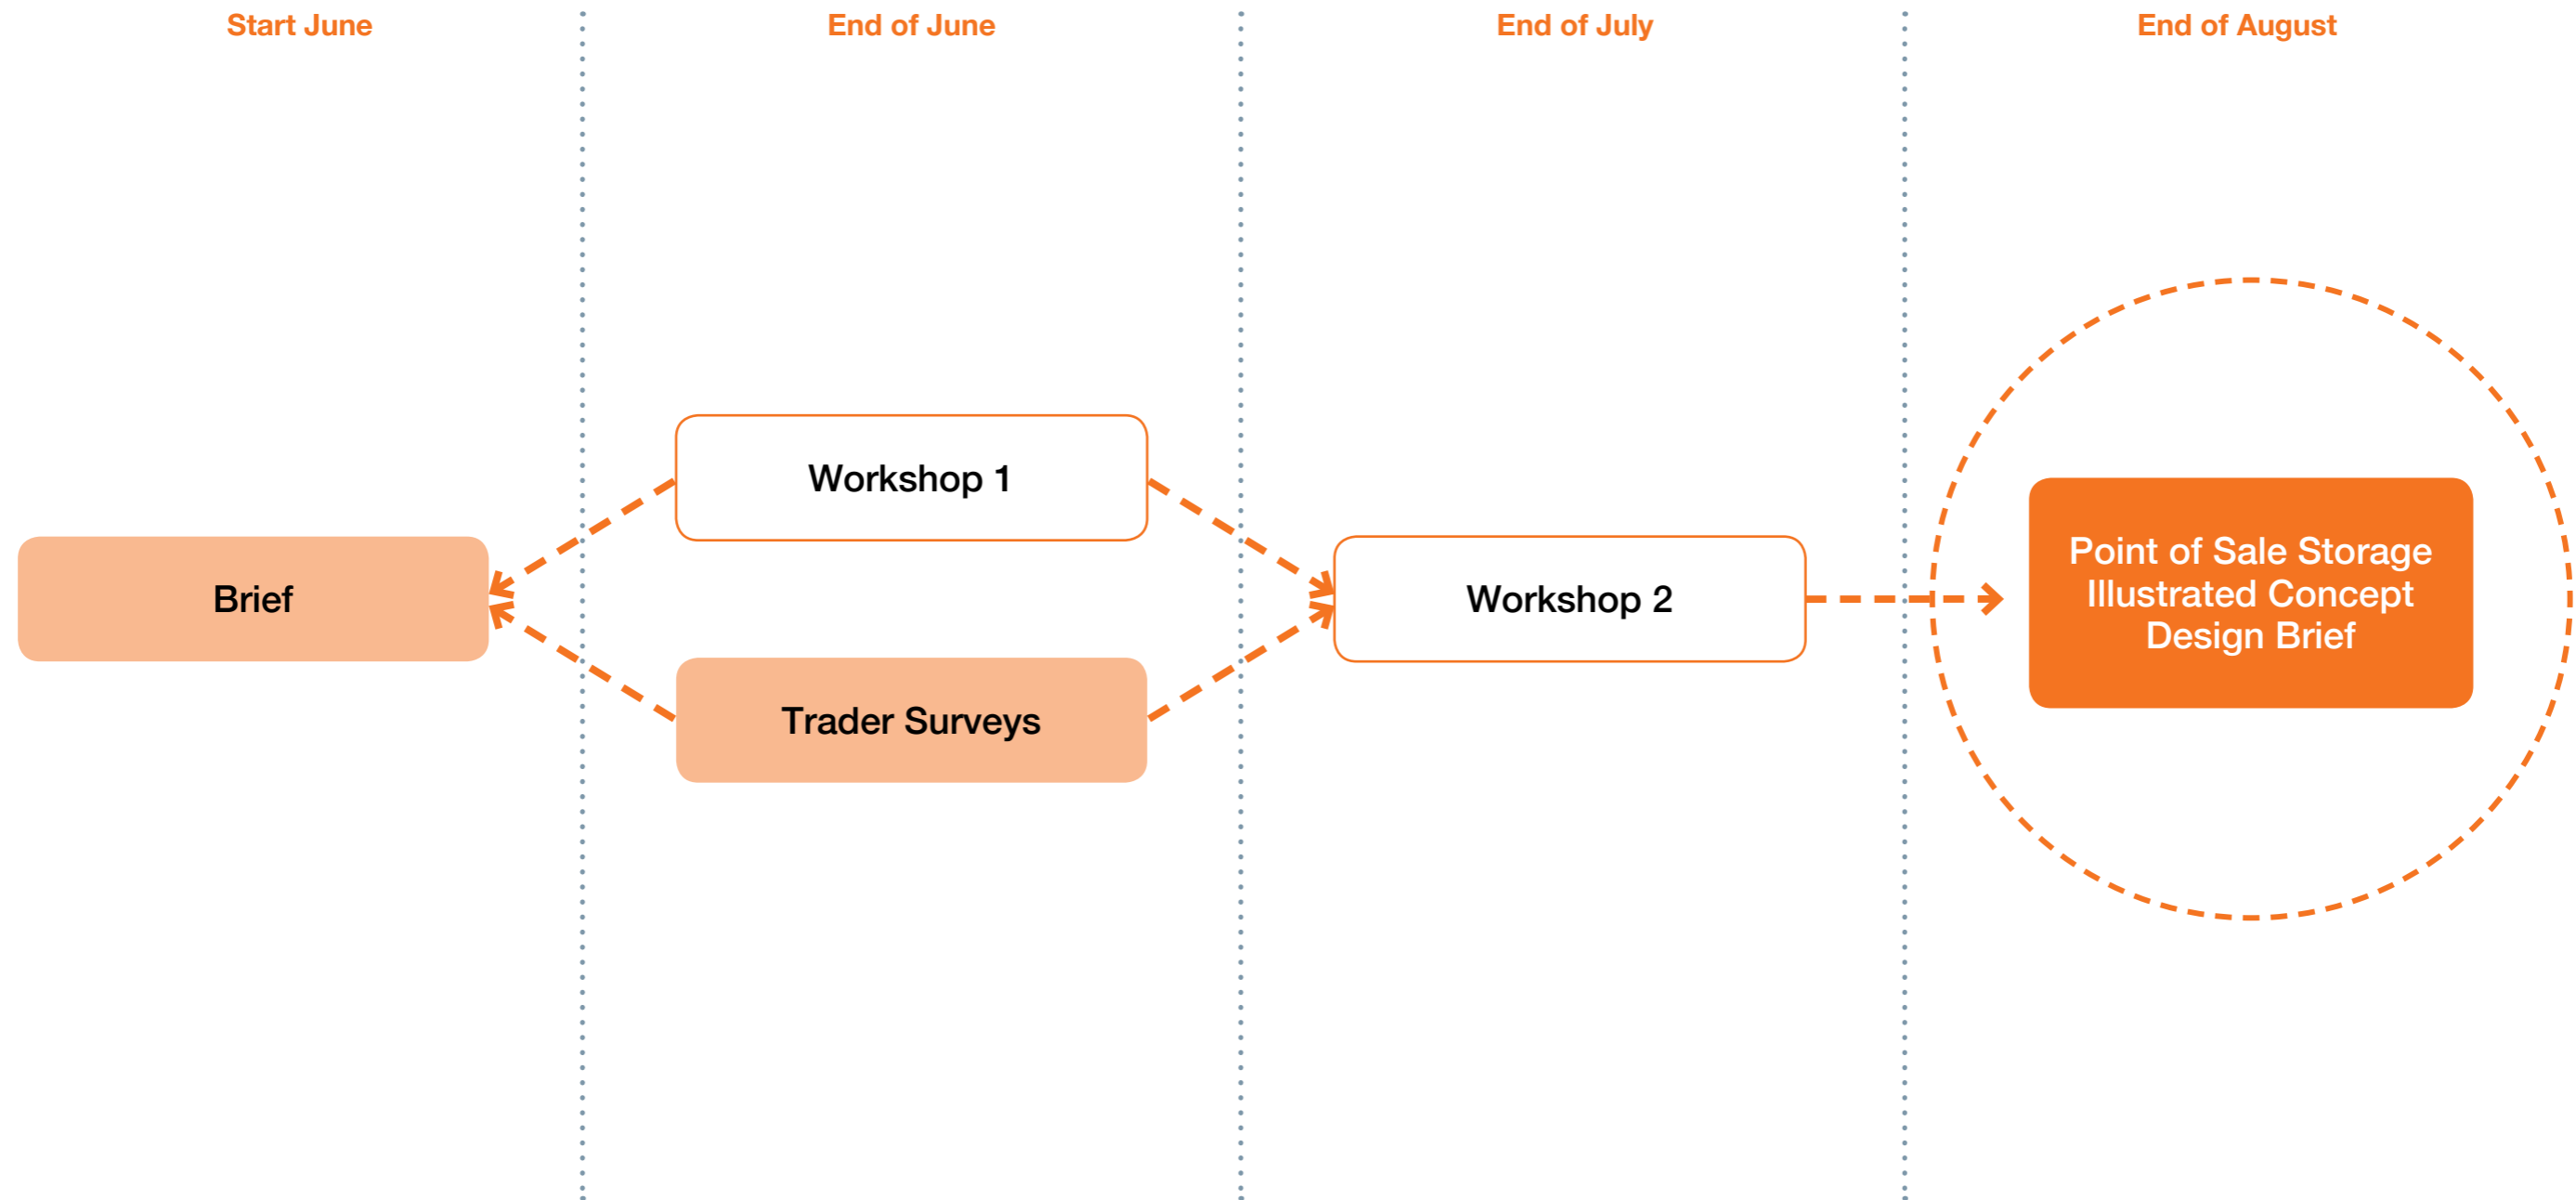 Start June
End of June
End of July
End of August
Workshop 1
Brief
Trader Surveys
Workshop 2
Point of Sale Storage
Illustrated Concept
Design Brief